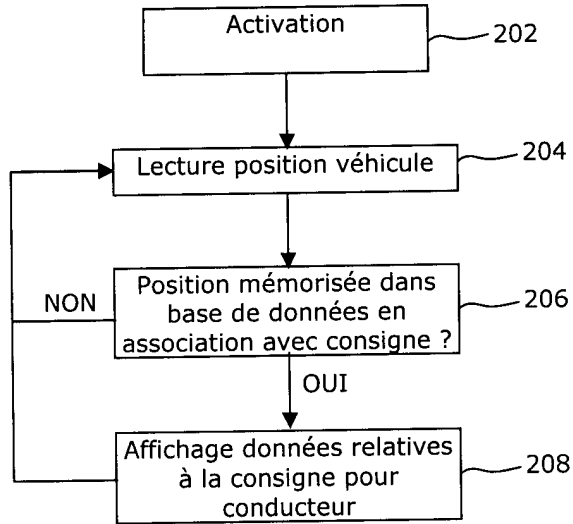 Activation
202
Lecture position véhicule
204
Position mémorisée dans
base de données en
association avec consigne ?
206
NON
OUI
Affichage données relatives
à la consigne pour
conducteur
208